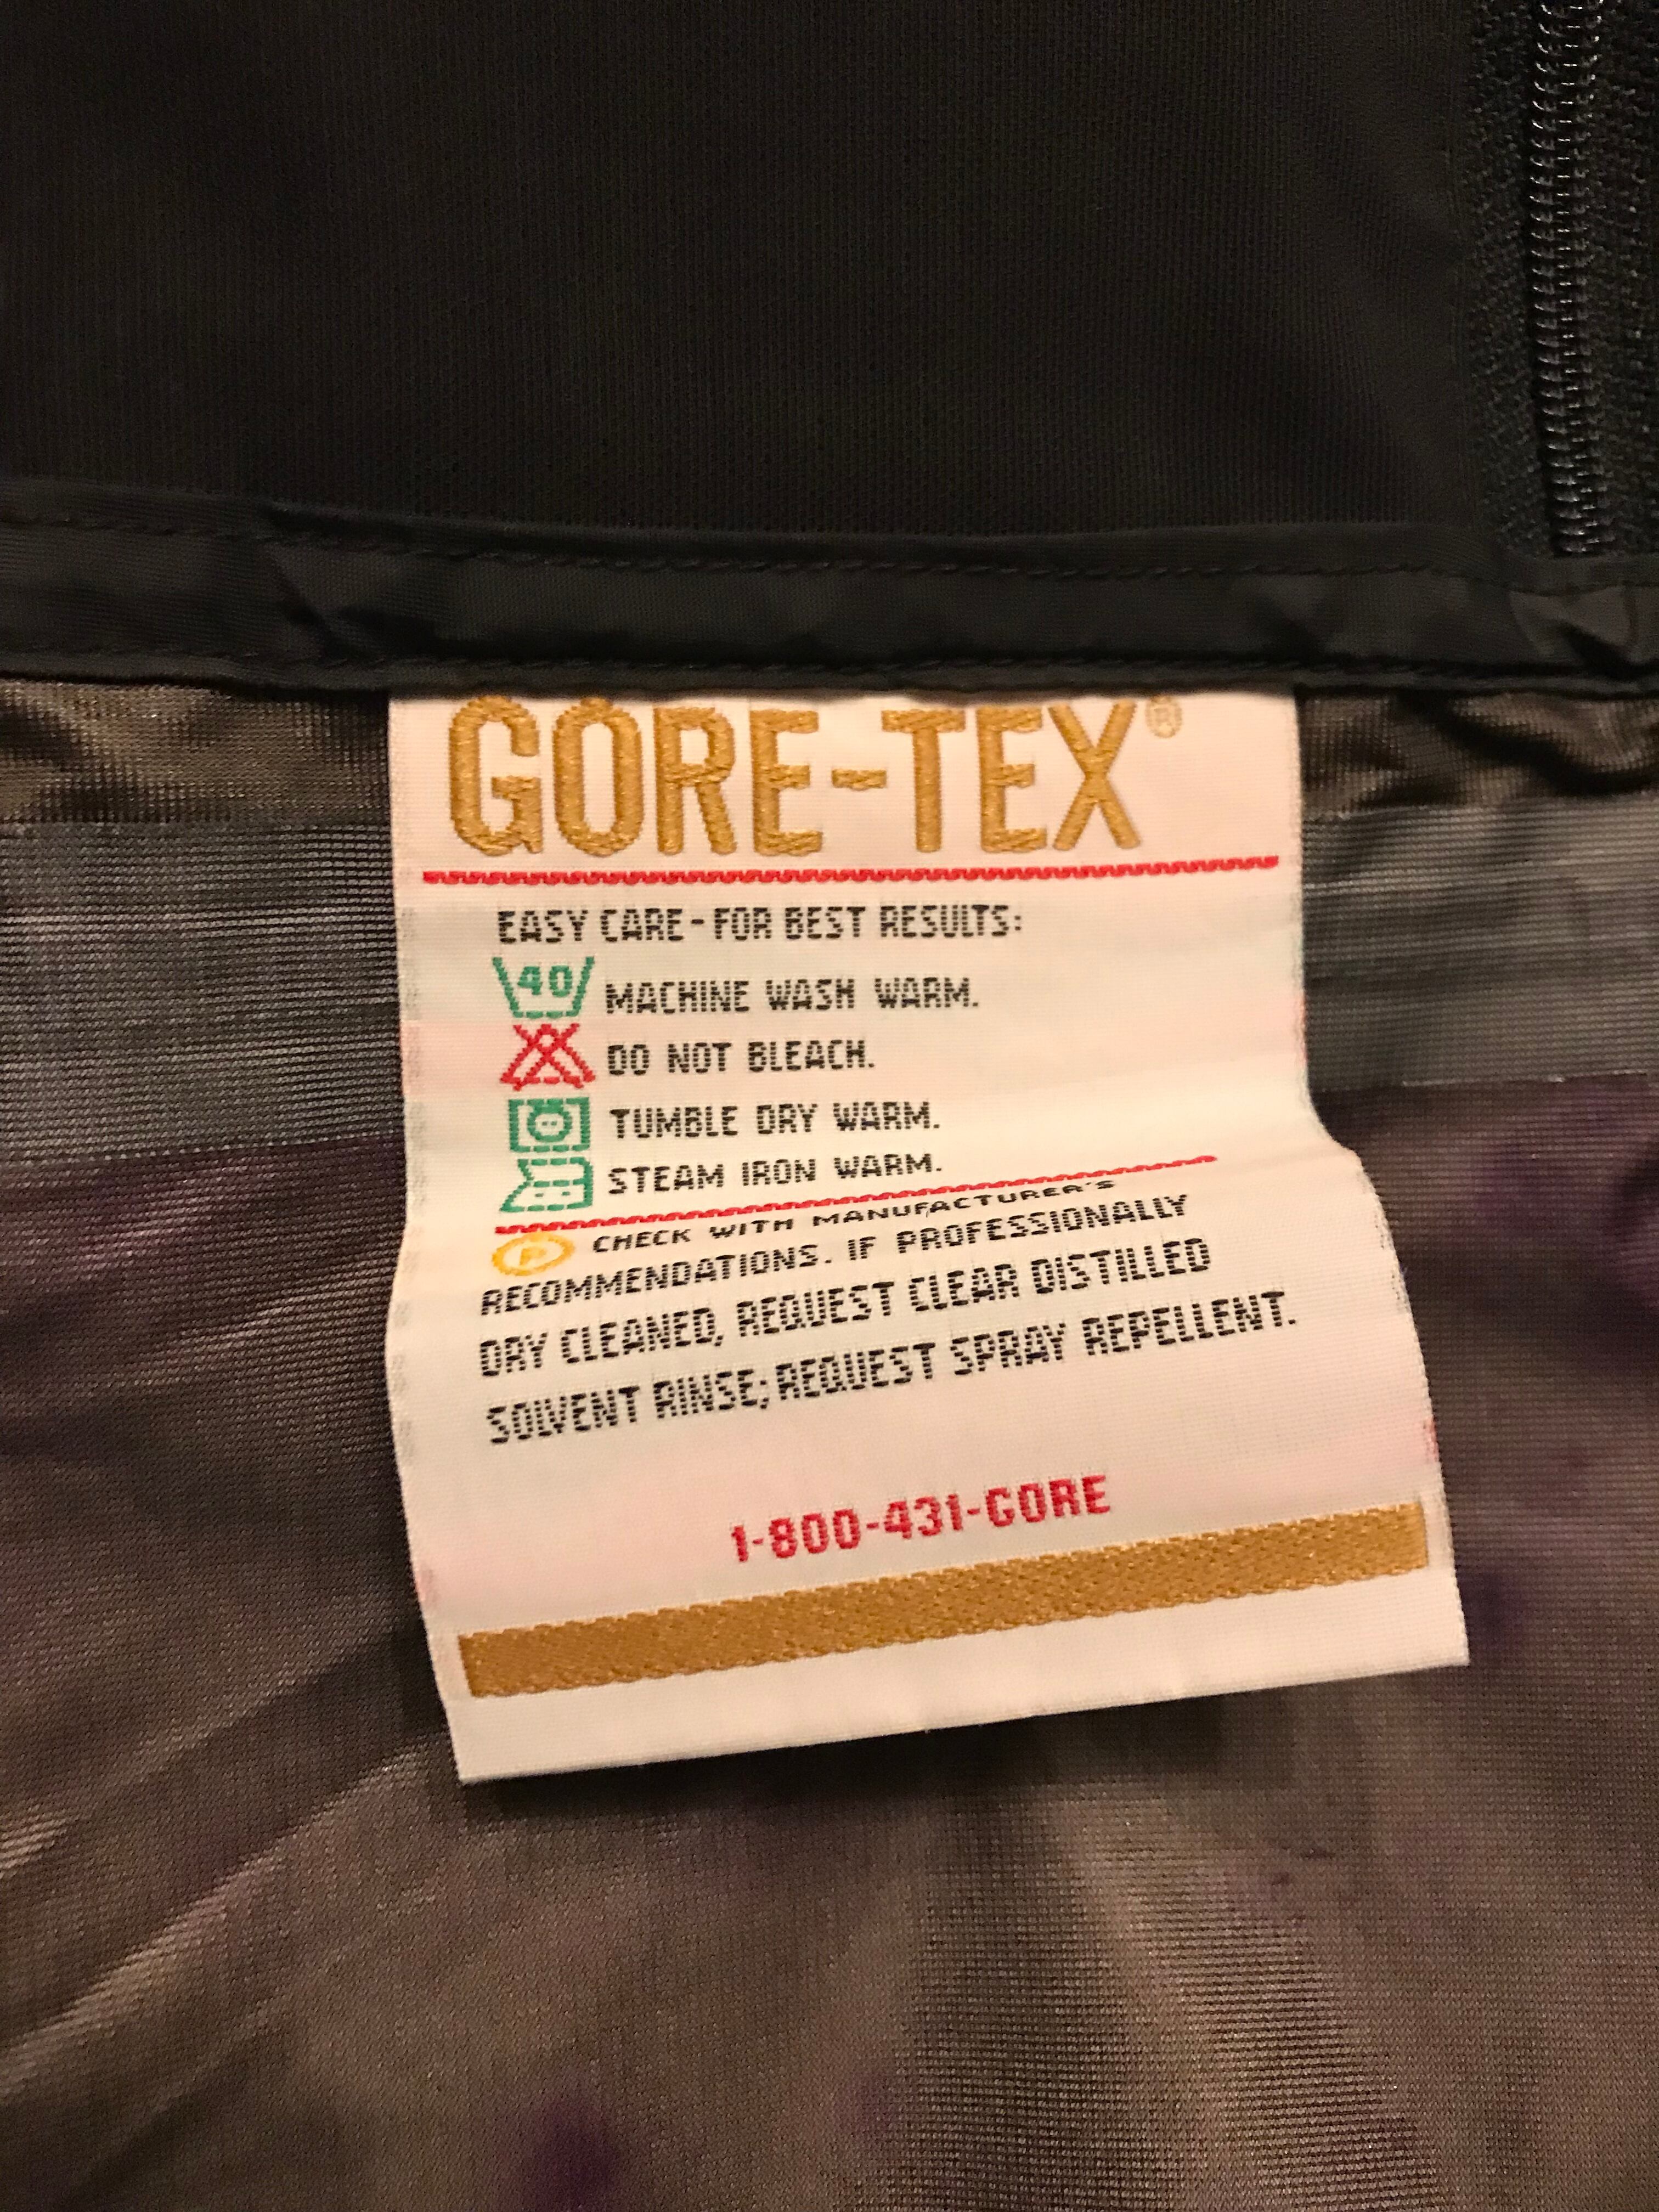 GORE-TEX®
EASY CARE-FOR BEST RESULTS:
40 MACHINE WASH WARM.
DO NOT BLEACH.
TUMBLE DRY WARM.
STEAM IRON WARM.
P CHECK WITH MANUFACTURER'S
RECOMMENDATIONS. IF PROFESSIONALLY
DRY CLEANED, REQUEST CLEAR DISTILLED
SOLVENT RINSE; REQUEST SPRAY REPELLENT.
1-800-431-GORE